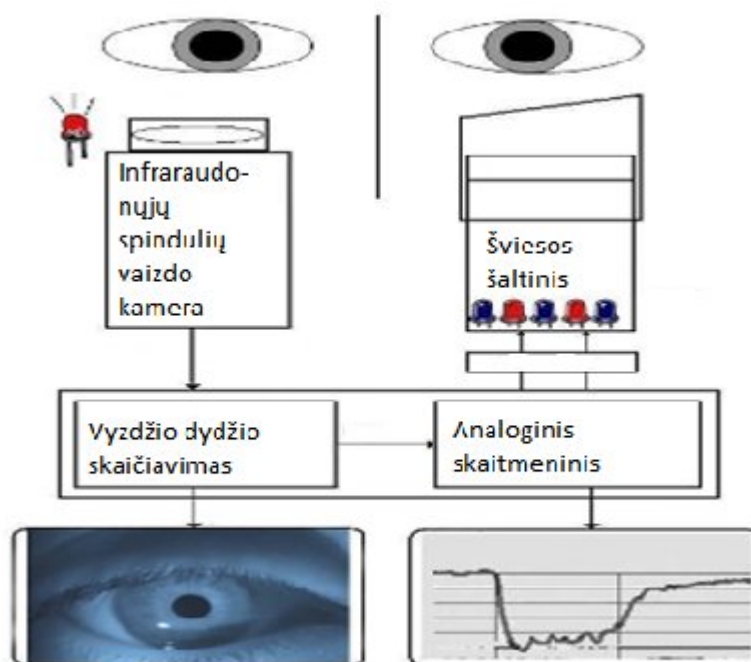 Infraraudo-
nųjų
spindulių
vaizdo
kamera
Šviesos
šaltinis
Vyzdžio dydžio
skaičiavimas
Analoginis
skaitmeninis